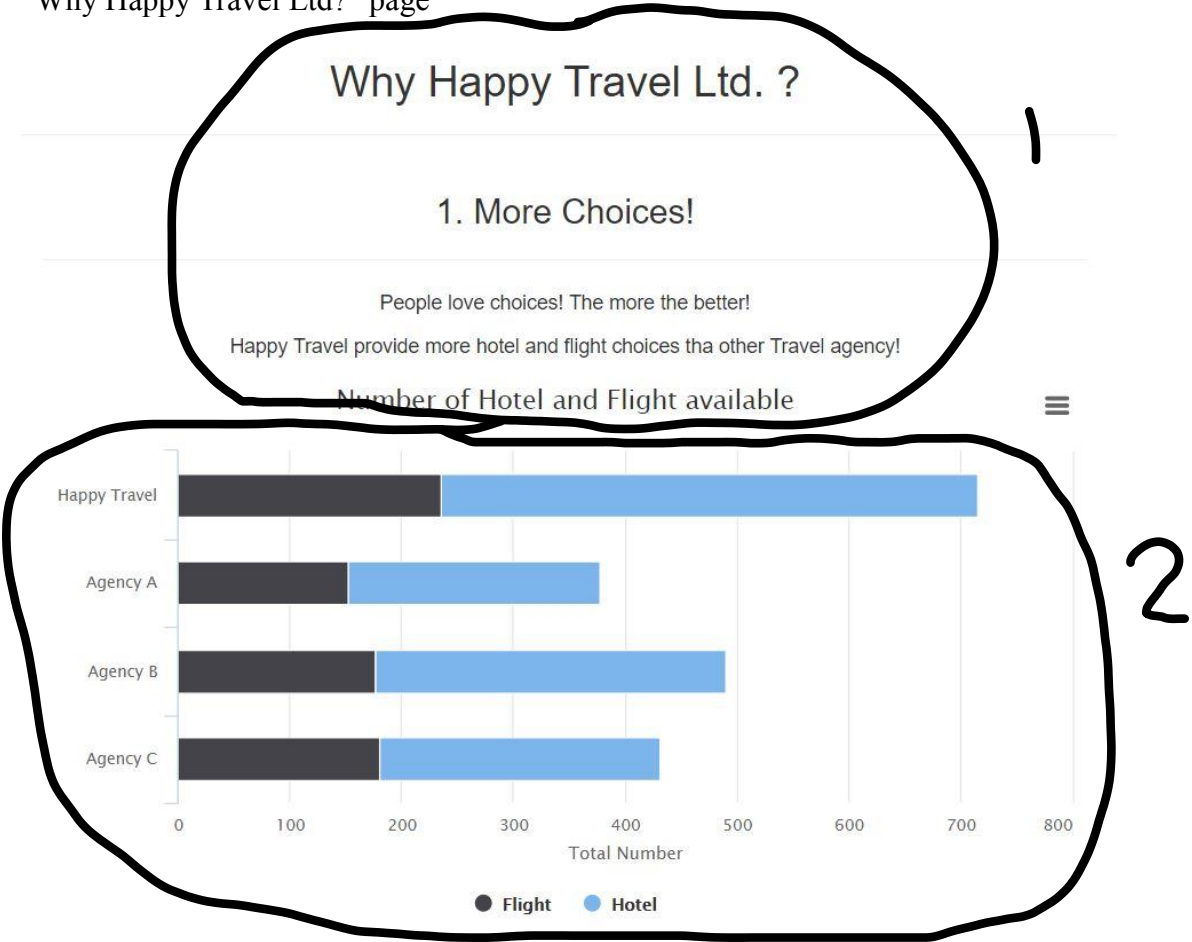 "Why Happy Travel Ltd?" page
Why Happy Travel Ltd. ?
1
1. More Choices!
People love choices! The more the better!
Happy Travel provide more hotel and flight choices tha other Travel agency!
Number of Hotel and Flight available
Happy Travel
Agency A
2
Agency B
Agency C
0 100 200 300 400 500 600 700 800
Total Number
Flight Hotel